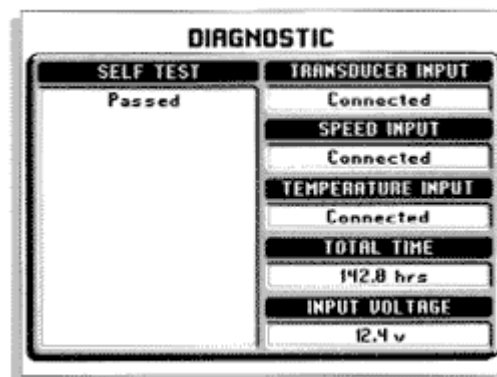 DIAGNOSTIC
SELF TEST
Passed
TRANSDUCER INPUT
Connected
SPEED INPUT
Connected
TEMPERATURE INPUT
Connected
TOTAL TIME
142.8 hrs
INPUT VOLTAGE
12.4 v